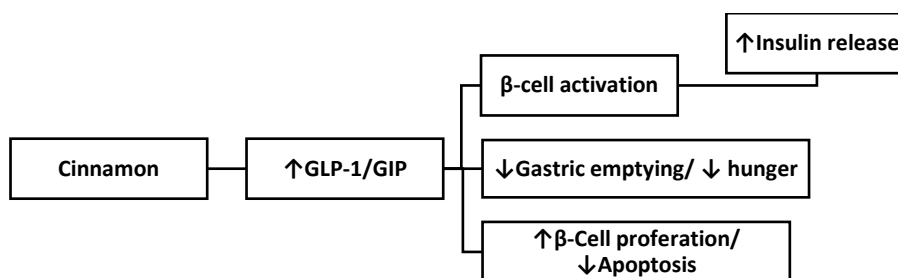 ↑Insulin release
β-cell activation
Cinnamon
↑GLP-1/GIP
↓Gastric emptying/ ↓ hunger
↑β-Cell proferation/
↓Apoptosis